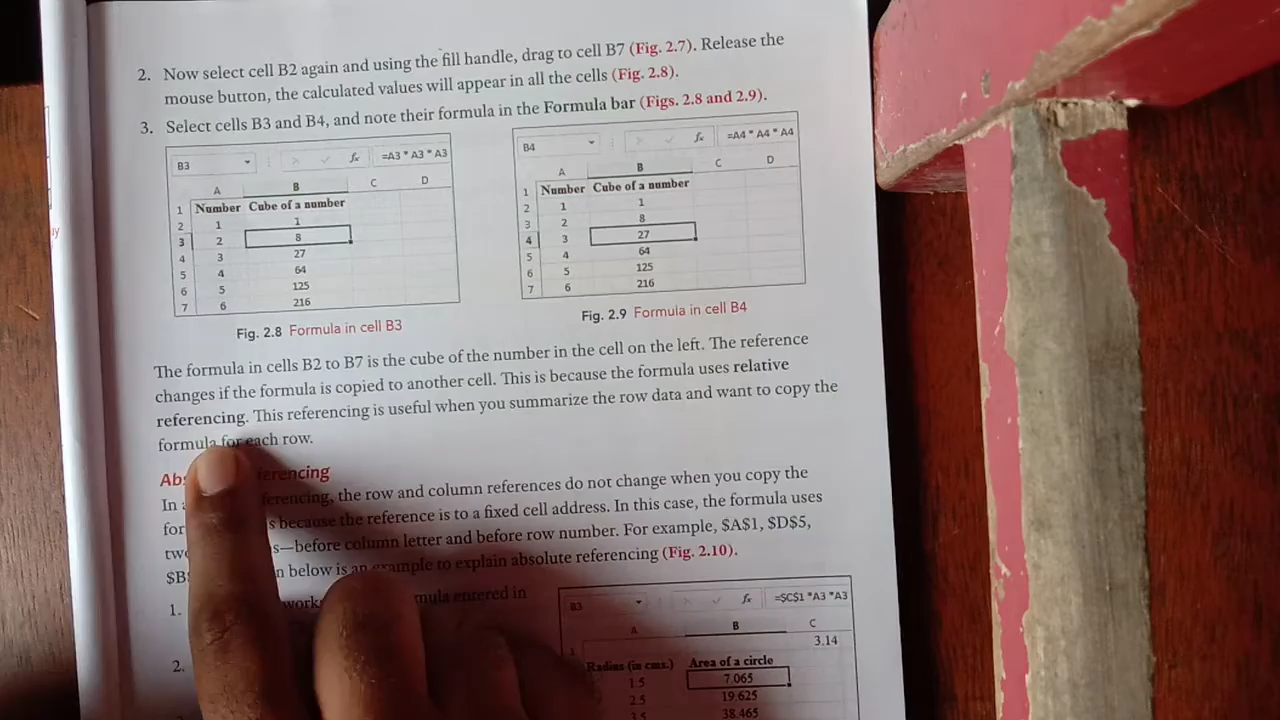 2. Now select cell B2 again and using the fill handle, drag to cell B7 (Fig. 2.7). Release the
mouse button, the calculated values will appear in all the cells (Fig. 2.8).
3. Select cells B3 and B4, and note their formula in the Formula bar (Figs. 2.8 and 2.9).
B3 fx =A3 * A3 * A3
A B C D
1 Number Cube of a number
2 1 1
3 2 8
4 3 27
5 4 64
6 5 125
7 6 216
Fig. 2.8 Formula in cell B3
B4 fx =A4 * A4 * A4
A B C D
1 Number Cube of a number
2 1 1
3 2 8
4 3 27
5 4 64
6 5 125
7 6 216
Fig. 2.9 Formula in cell B4
The formula in cells B2 to B7 is the cube of the number in the cell on the left. The reference
changes if the formula is copied to another cell. This is because the formula uses relative
referencing. This referencing is useful when you summarize the row data and want to copy the
formula for each row.
In the row and column references do not change when you copy the
because the reference is to a fixed cell address. In this case, the formula uses
—before column letter and before row number. For example, $A$1, $D$5,
below is an example to explain absolute referencing (Fig. 2.10).
1. entered in
2.
B3 fx =$C$1 *A3 *A3
A B C
1 3.14
Radius (in cms.) Area of a circle
1.5 7.065
2.5 19.625
3.5 38.465